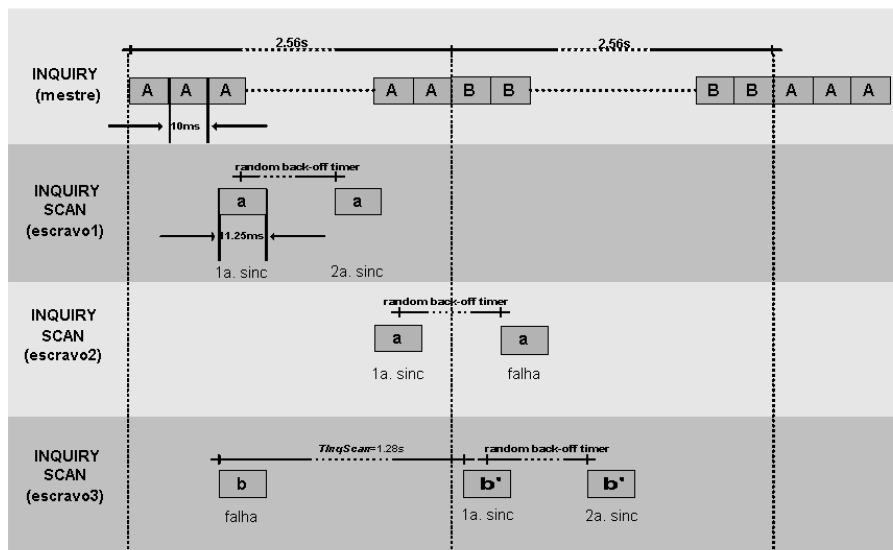 2.56s 2.56s
INQUIRY
(mestre)
A A A A A B B B B A A A
10ms
random back-off timer
INQUIRY
SCAN
(escravo1)
a a
11.25ms
1a. sinc 2a. sinc
random back-off timer
INQUIRY
SCAN
(escravo2)
a a
1a. sinc falha
TInqScan=1.28s random back-off timer
INQUIRY
SCAN
(escravo3)
b b' b'
falha 1a. sinc 2a. sinc